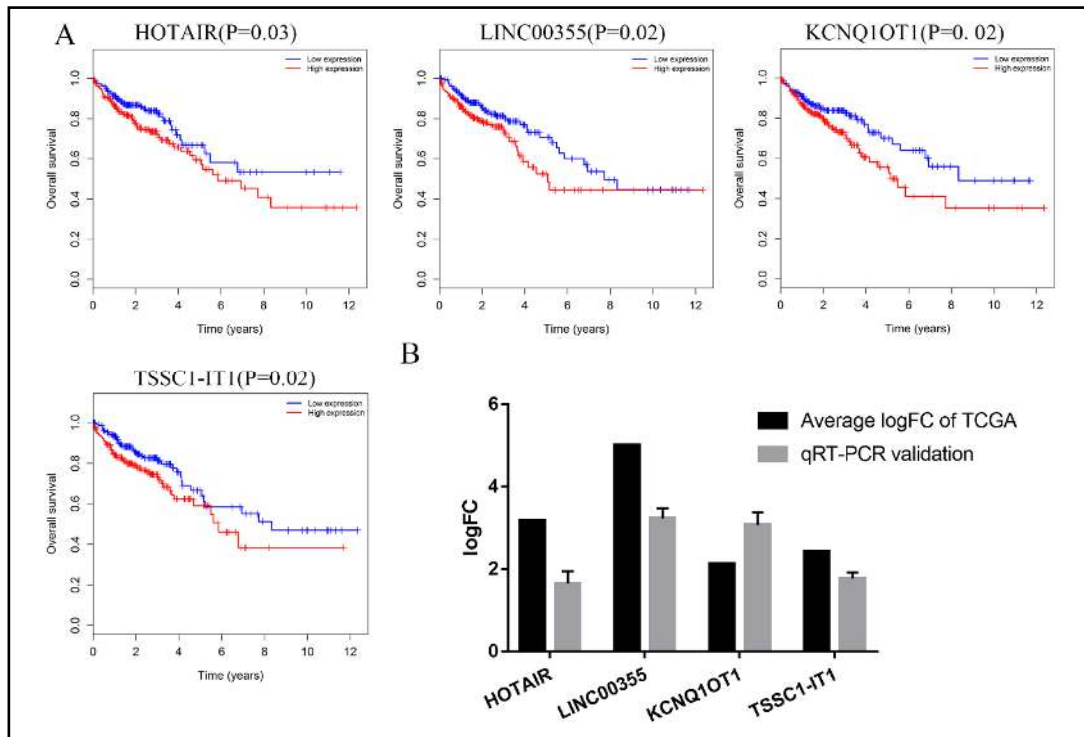 A
HOTAIR(P=0.03)
Low expression
High expression
Overall survival
1.0
0.8
0.6
0.4
0.2
0.0
0 2 4 6 8 10 12
Time (years)
LINC00355(P=0.02)
Low expression
High expression
Overall survival
1.0
0.8
0.6
0.4
0.2
0.0
0 2 4 6 8 10 12
Time (years)
KCNQ1OT1(P=0. 02)
Low expression
High expression
Overall survival
1.0
0.8
0.6
0.4
0.2
0.0
0 2 4 6 8 10 12
Time (years)
TSSC1-IT1(P=0.02)
Low expression
High expression
Overall survival
1.0
0.8
0.6
0.4
0.2
0.0
0 2 4 6 8 10 12
Time (years)
B
Average logFC of TCGA
qRT-PCR validation
logFC
6
4
2
0
HOTAIR
LINC00355
KCNQ1OT1
TSSC1-IT1